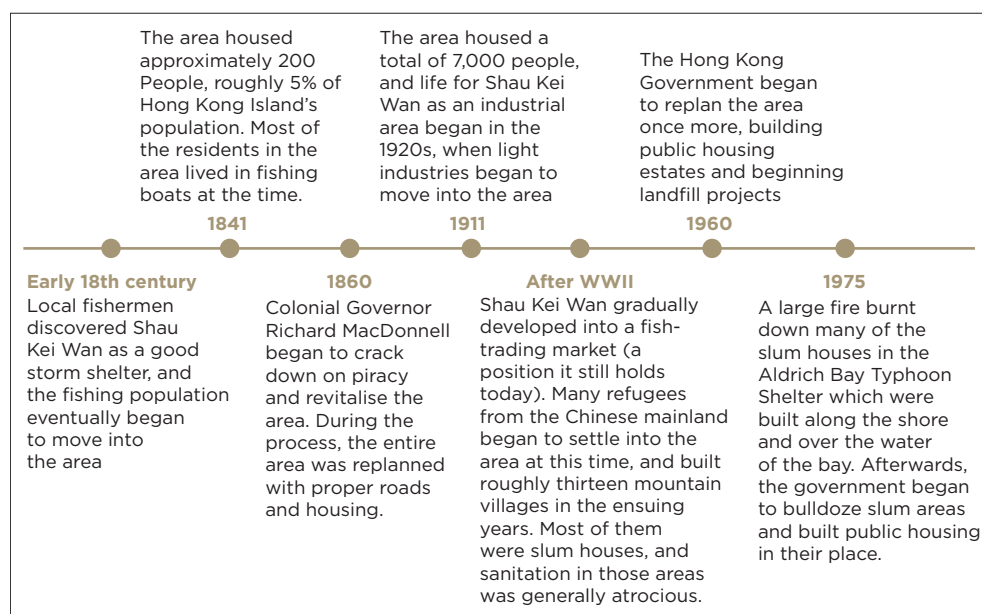 The area housed
approximately 200
People, roughly 5% of
Hong Kong Island's
population. Most of
the residents in the
area lived in fishing
boats at the time.
1841
The area housed a
total of 7,000 people,
and life for Shau Kei
Wan as an industrial
area began in the
1920s, when light
industries began to
move into the area
1911
The Hong Kong
Government began
to replan the area
once more, building
public housing
estates and beginning
landfill projects
1960
Early 18th century
Local fishermen
discovered Shau
Kei Wan as a good
storm shelter, and
the fishing population
eventually began
to move into
the area
1860
Colonial Governor
Richard MacDonnell
began to crack
down on piracy
and revitalise the
area. During the
process, the entire
area was replanned
with proper roads
and housing.
After WWII
Shau Kei Wan gradually
developed into a fish-
trading market (a
position it still holds
today). Many refugees
from the Chinese mainland
began to settle into the
area at this time, and built
roughly thirteen mountain
villages in the ensuing
years. Most of them
were slum houses, and
sanitation in those areas
was generally atrocious.
1975
A large fire burnt
down many of the
slum houses in the
Aldrich Bay Typhoon
Shelter which were
built along the shore
and over the water
of the bay. Afterwards,
the government began
to bulldoze slum areas
and built public housing
in their place.